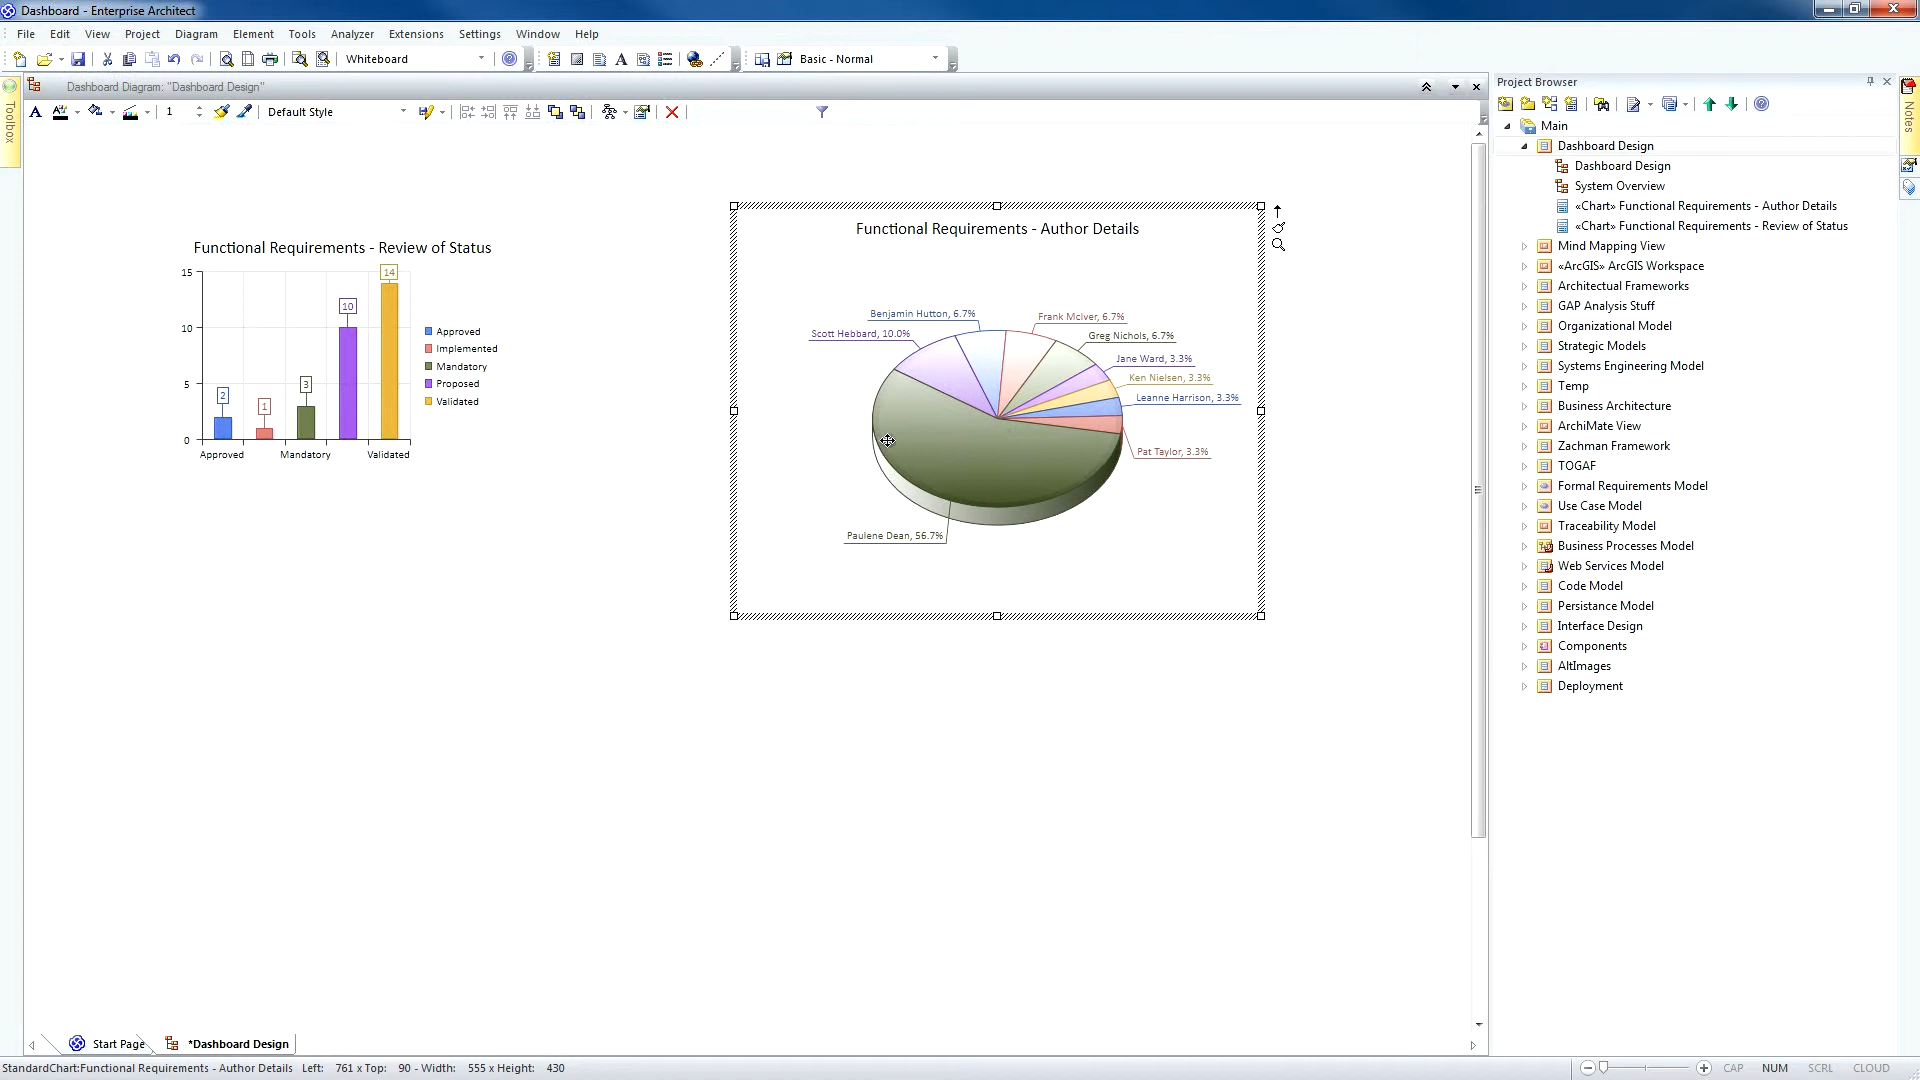 Dashboard - Enterprise Architect
File Edit View Project Diagram Element Tools Analyzer Extensions Settings Window Help
Whiteboard
Basic - Normal
Dashboard Diagram: "Dashboard Design"
1
Default Style
Toolbox
Functional Requirements - Review of Status
15
10
5
0
2
1
3
10
14
Approved
Mandatory
Validated
Approved
Implemented
Mandatory
Proposed
Validated
Functional Requirements - Author Details
Benjamin Hutton, 6.7%
Frank McIver, 6.7%
Scott Hebbard, 10.0%
Greg Nichols, 6.7%
Jane Ward, 3.3%
Ken Nielsen, 3.3%
Leanne Harrison, 3.3%
Pat Taylor, 3.3%
Paulene Dean, 56.7%
Project Browser
Main
Dashboard Design
Dashboard Design
System Overview
«Chart» Functional Requirements - Author Details
«Chart» Functional Requirements - Review of Status
Mind Mapping View
«ArcGIS» ArcGIS Workspace
Architectual Frameworks
GAP Analysis Stuff
Organizational Model
Strategic Models
Systems Engineering Model
Temp
Business Architecture
ArchiMate View
Zachman Framework
TOGAF
Formal Requirements Model
Use Case Model
Traceability Model
Business Processes Model
Web Services Model
Code Model
Persistance Model
Interface Design
Components
AltImages
Deployment
Notes
Start Page
*Dashboard Design
StandardChart:Functional Requirements - Author Details Left: 761 x Top: 90 - Width: 555 x Height: 430
CAP NUM SCRL CLOUD